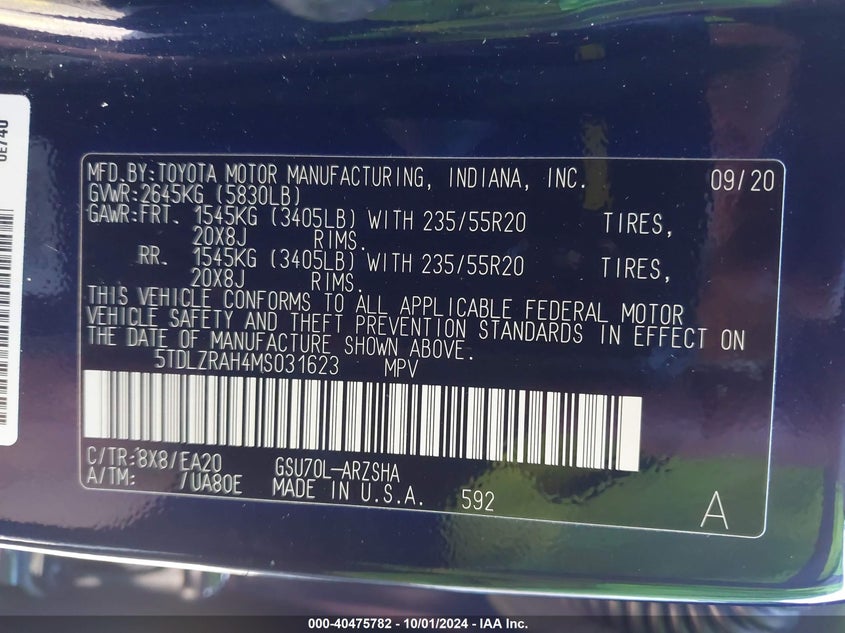 0E740
MFD.BY:TOYOTA MOTOR MANUFACTURING, INDIANA, INC. 09/20
GVWR:2645KG (5830LB)
GAWR:FRT. 1545KG (3405LB) WITH 235/55R20 TIRES,
20X8J RIMS.
RR. 1545KG (3405LB) WITH 235/55R20 TIRES,
20X8J RIMS.
THIS VEHICLE CONFORMS TO ALL APPLICABLE FEDERAL MOTOR
VEHICLE SAFETY AND THEFT PREVENTION STANDARDS IN EFFECT ON
THE DATE OF MANUFACTURE SHOWN ABOVE.
5TDLZRAH4MS031623 MPV
C/TR:8X8/EA20 GSU70L-ARZSHA
A/TM: /UA80E MADE IN U.S.A. 592
A
000-40475782 - 10/01/2024 - IAA Inc.